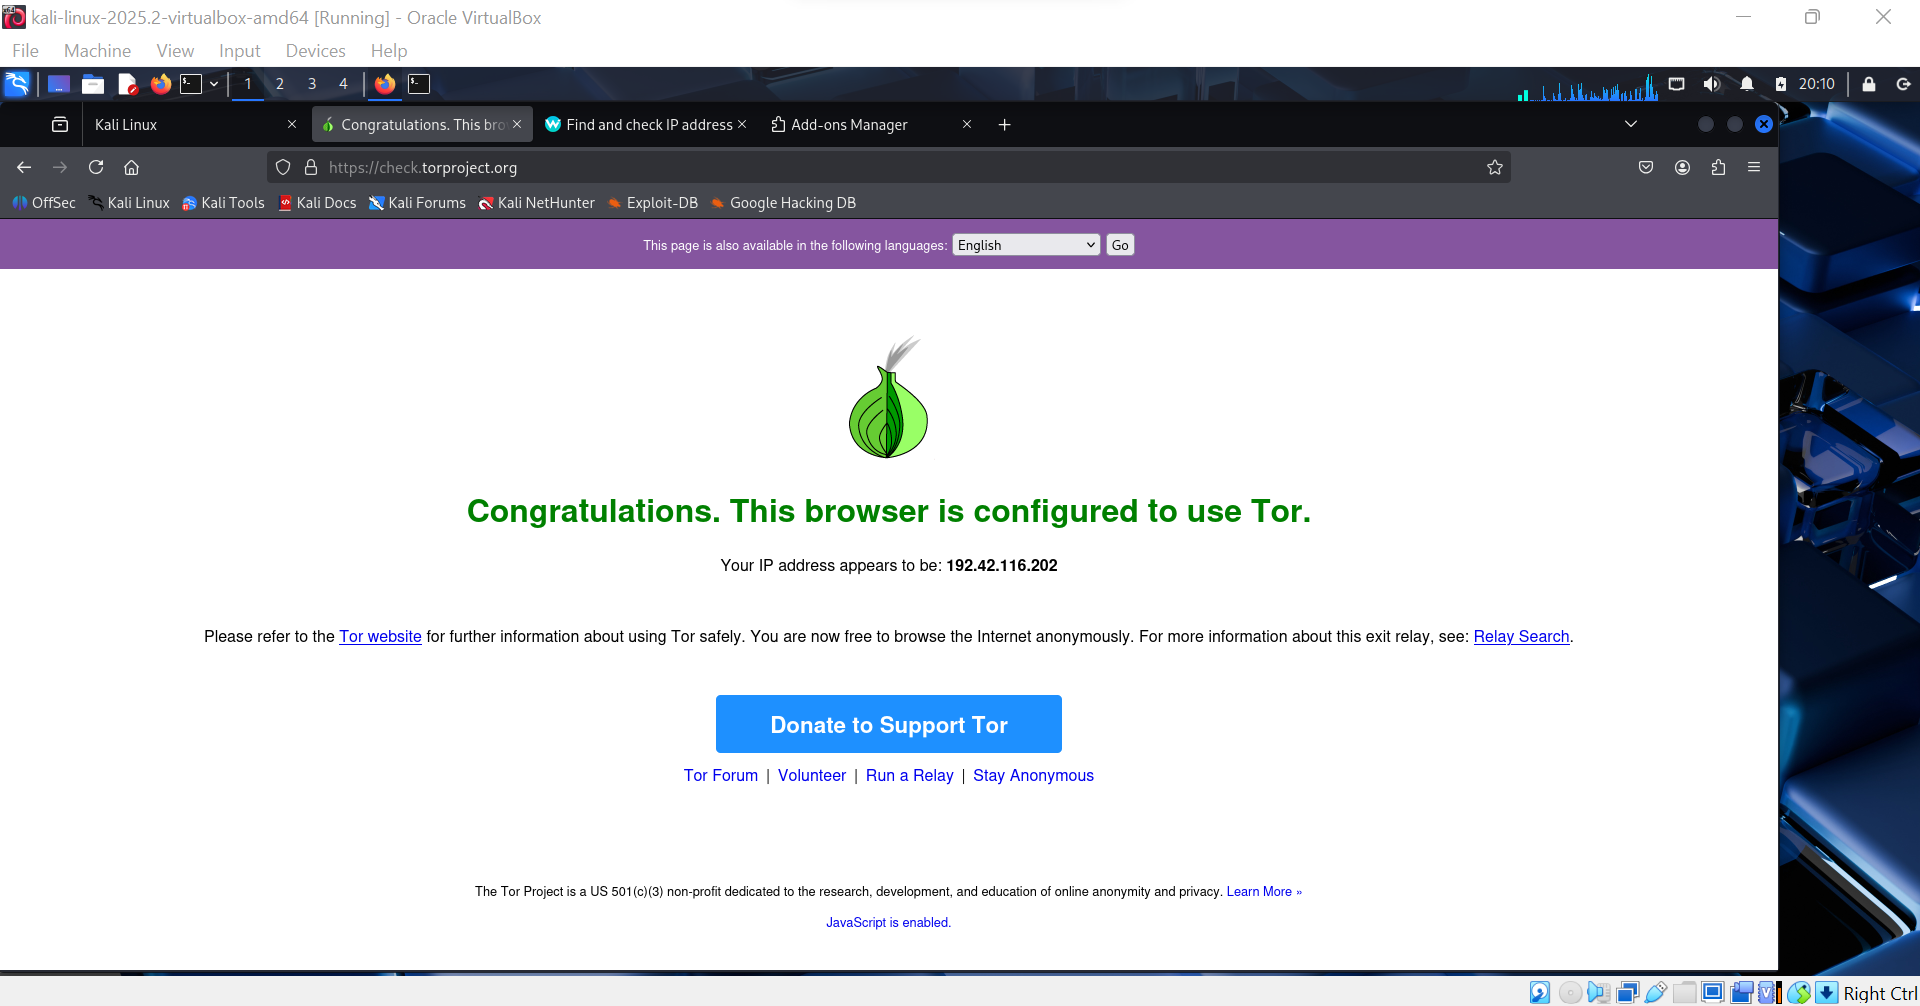 kali-linux-2025.2-virtualbox-amd64 [Running] - Oracle VirtualBox
File Machine View Input Devices Help
1 2 3 4 20:10
Kali Linux Congratulations. This bro Find and check IP address Add-ons Manager
https://check.torproject.org
OffSec Kali Linux Kali Tools Kali Docs Kali Forums Kali NetHunter Exploit-DB Google Hacking DB
This page is also available in the following languages: English Go
Congratulations. This browser is configured to use Tor.
Your IP address appears to be: 192.42.116.202
Please refer to the Tor website for further information about using Tor safely. You are now free to browse the Internet anonymously. For more information about this exit relay, see: Relay Search.
Donate to Support Tor
Tor Forum | Volunteer | Run a Relay | Stay Anonymous
The Tor Project is a US 501(c)(3) non-profit dedicated to the research, development, and education of online anonymity and privacy. Learn More »
JavaScript is enabled.
Right Ctrl